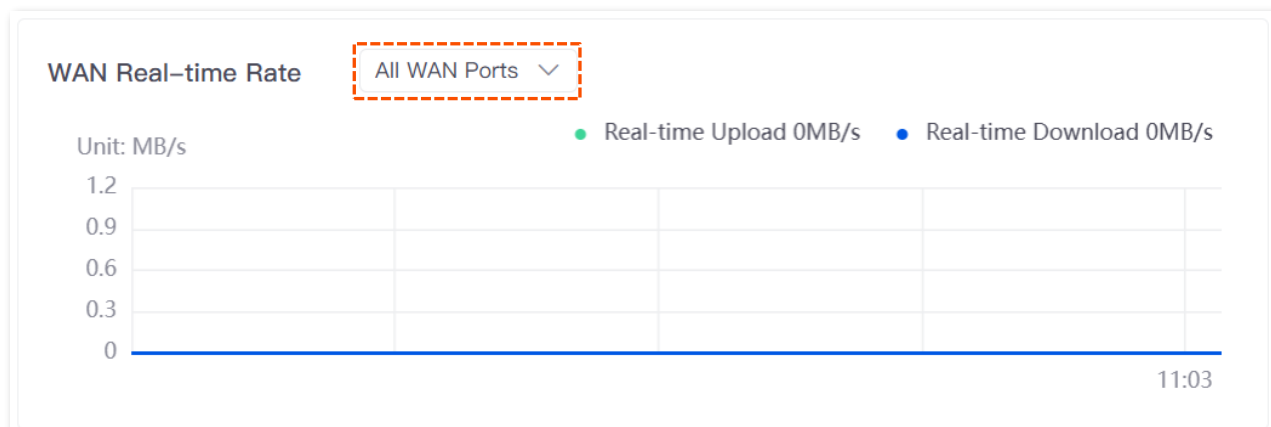 WAN Real-time Rate
All WAN Ports
Real-time Upload 0MB/s
Real-time Download 0MB/s
Unit: MB/s
1.2
0.9
0.6
0.3
0
11:03